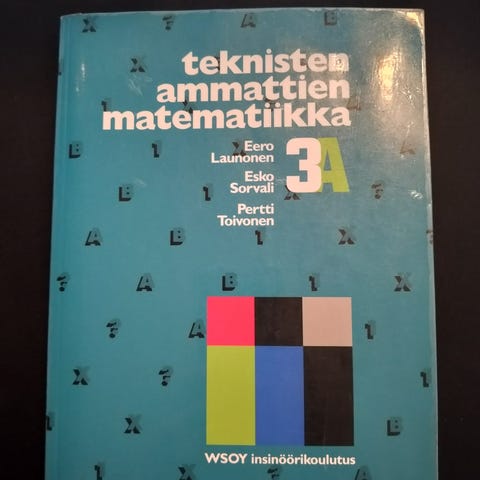 teknisten
ammattien
matematiikka
Eero
Launonen
Esko
Sorvali
Pertti
Toivonen
3A
WSOY insinöörikoulutus